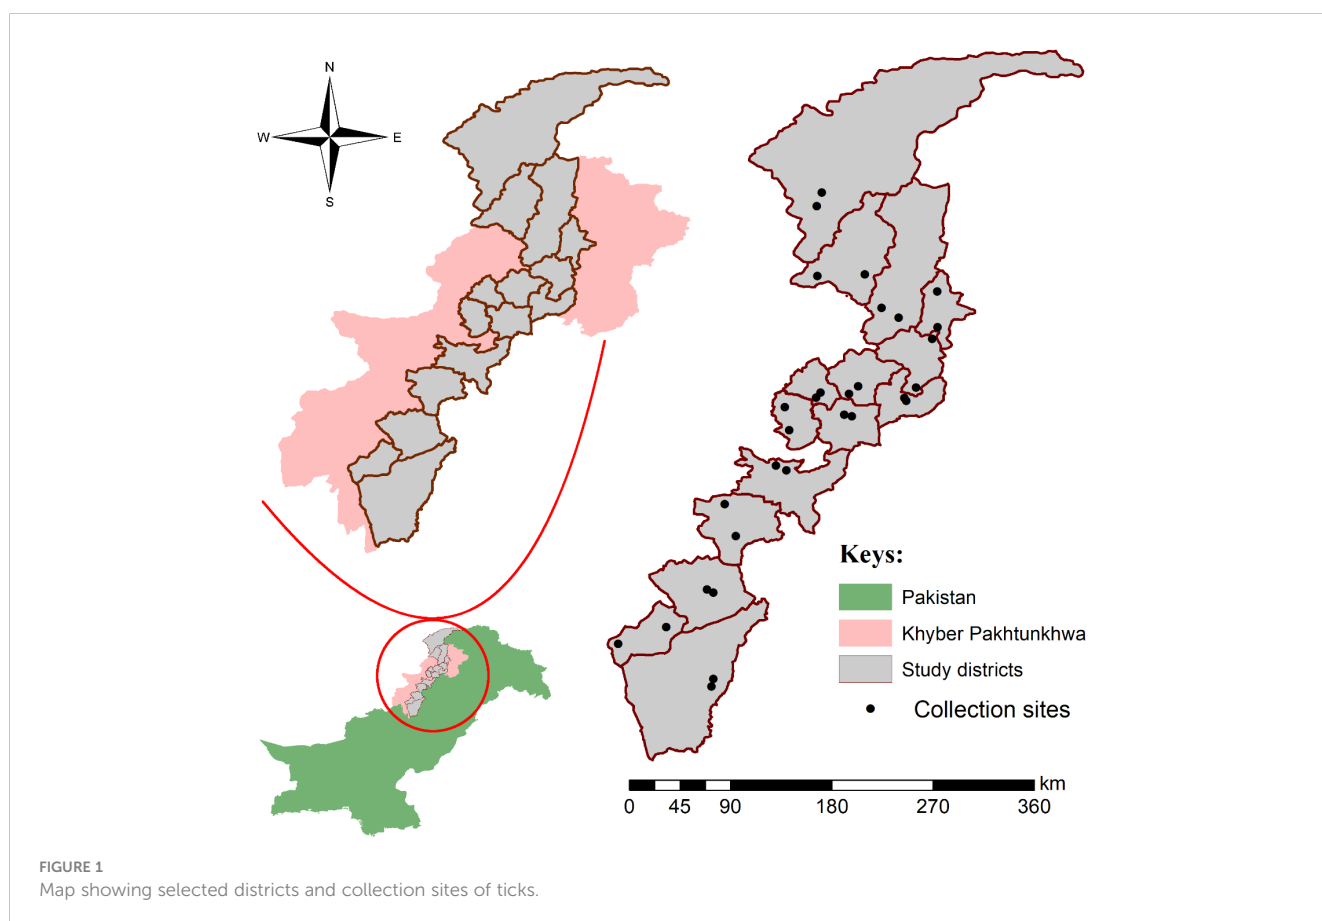 N
W E
S
Keys:
Pakistan
Khyber Pakhtunkhwa
Study districts
Collection sites
km
0 45 90 180 270 360
FIGURE 1
Map showing selected districts and collection sites of ticks.